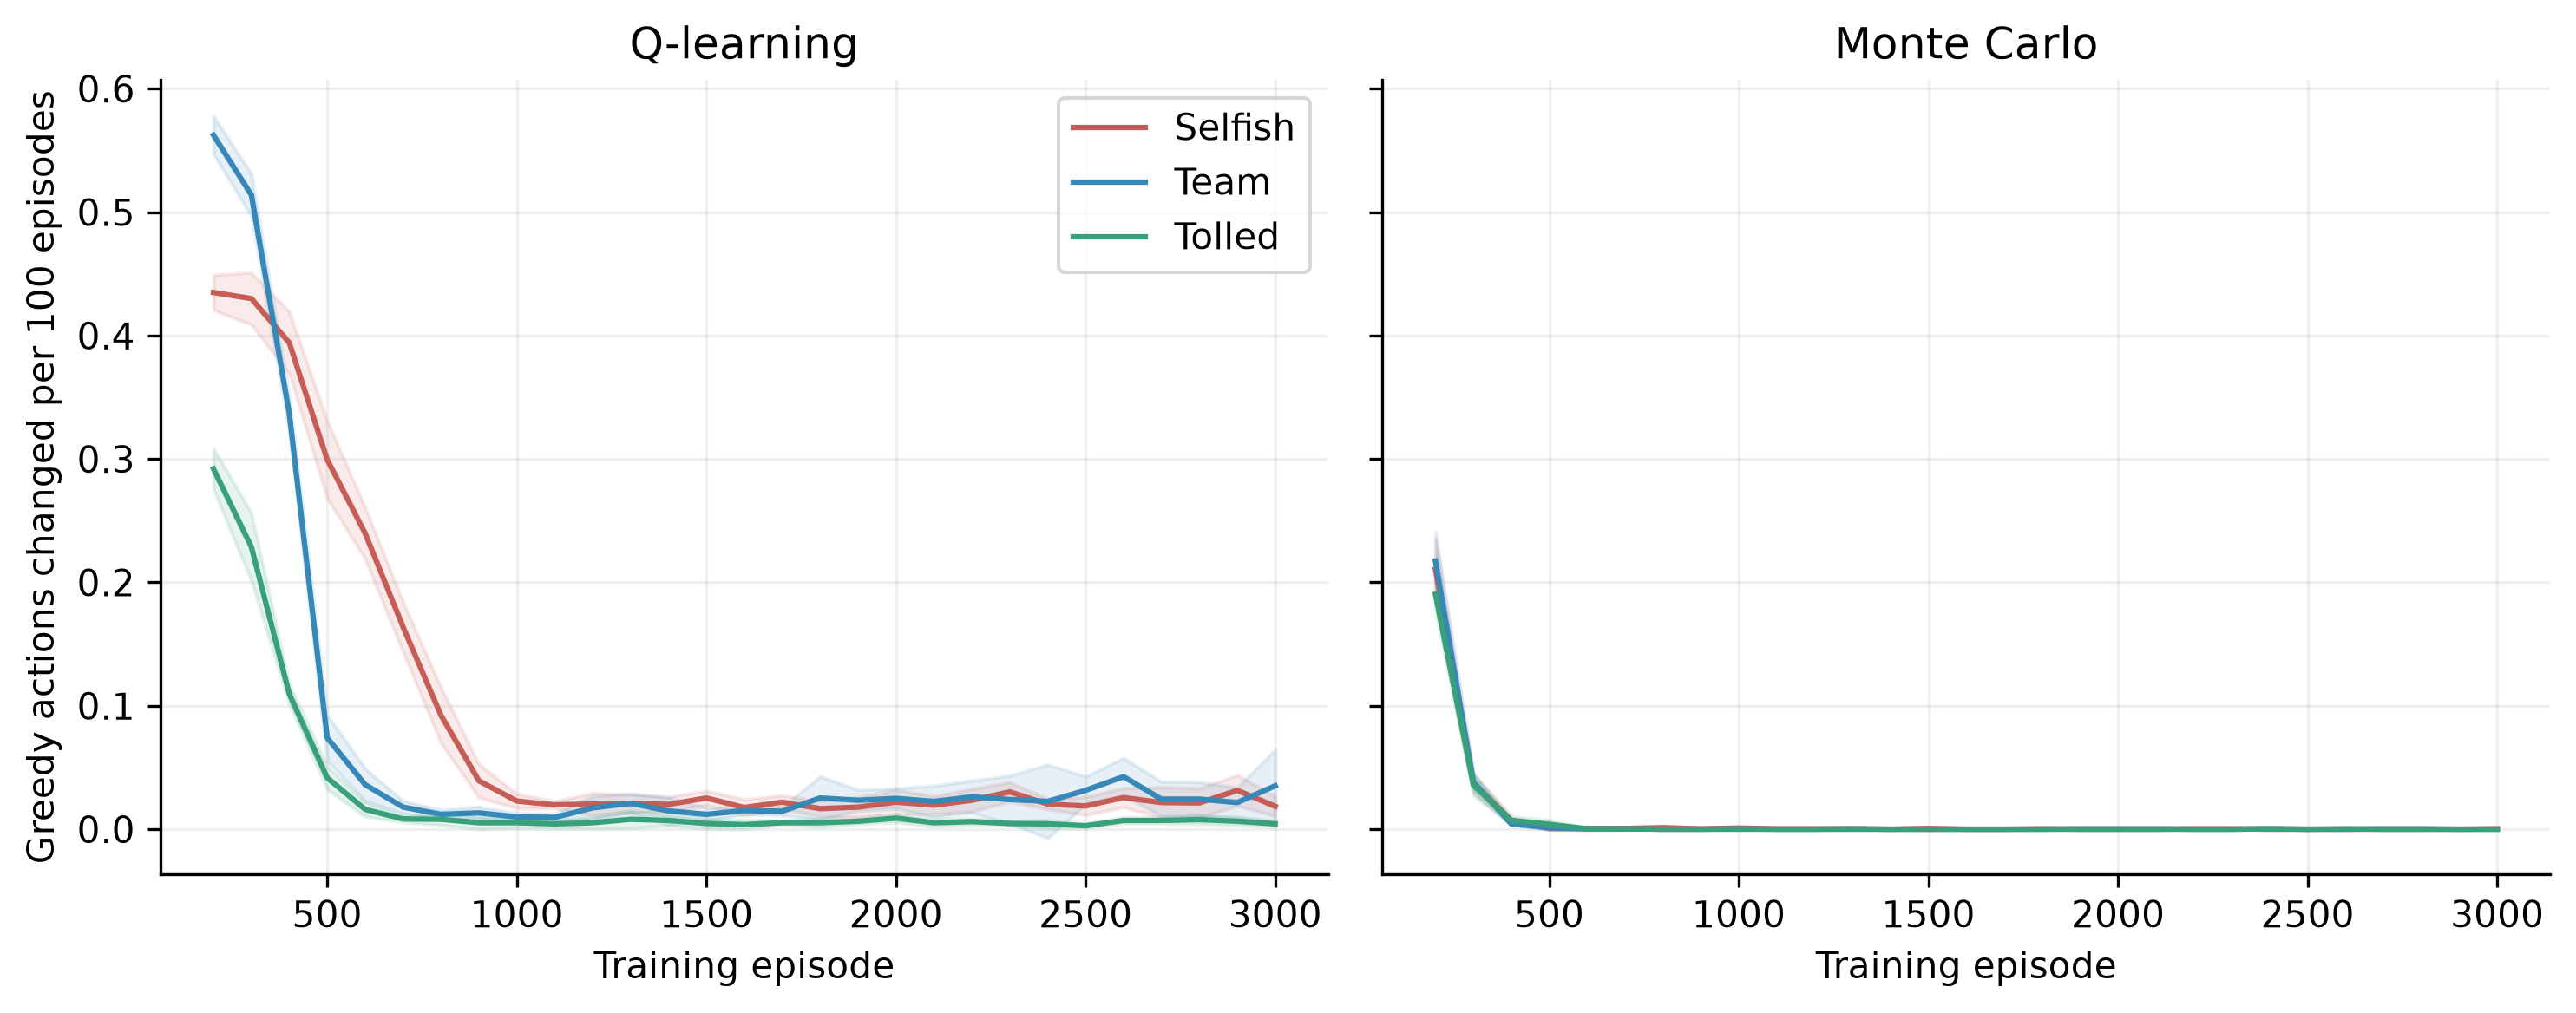 Q-learning
Monte Carlo
Greedy actions changed per 100 episodes
0.6
0.5
0.4
0.3
0.2
0.1
0.0
Selfish
Team
Tolled
500 1000 1500 2000 2500 3000
500 1000 1500 2000 2500 3000
Training episode
Training episode